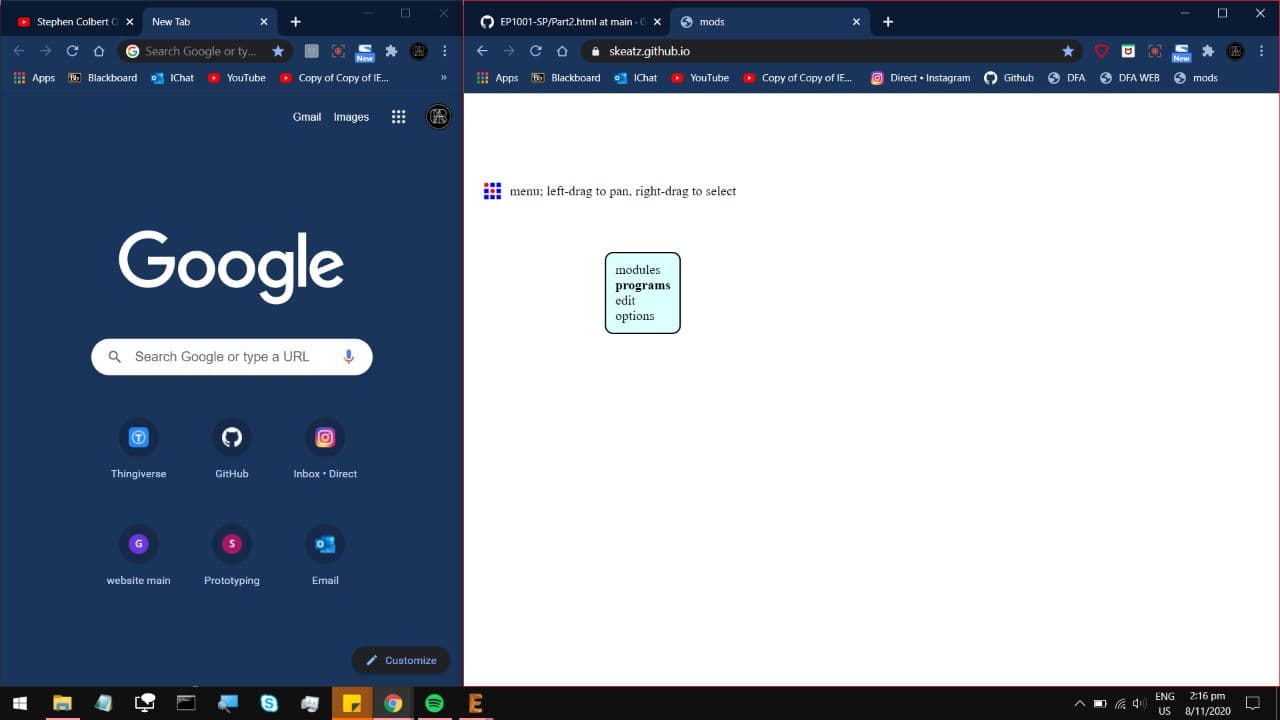 Stephen Colbert C
New Tab
Search Google or ty...
New
Apps
Blackboard
IChat
YouTube
Copy of Copy of IE...
»
Gmail
Images
Google
Search Google or type a URL
Thingiverse
GitHub
Inbox • Direct
G
S
website main
Prototyping
Email
Customize
EP1001-SP/Part2.html at main · G
mods
skeatz.github.io
New
Apps
Blackboard
IChat
YouTube
Copy of Copy of IE...
Direct • Instagram
Github
DFA
DFA WEB
mods
menu; left-drag to pan, right-drag to select
modules
programs
edit
options
ENG
US
2:16 pm
8/11/2020